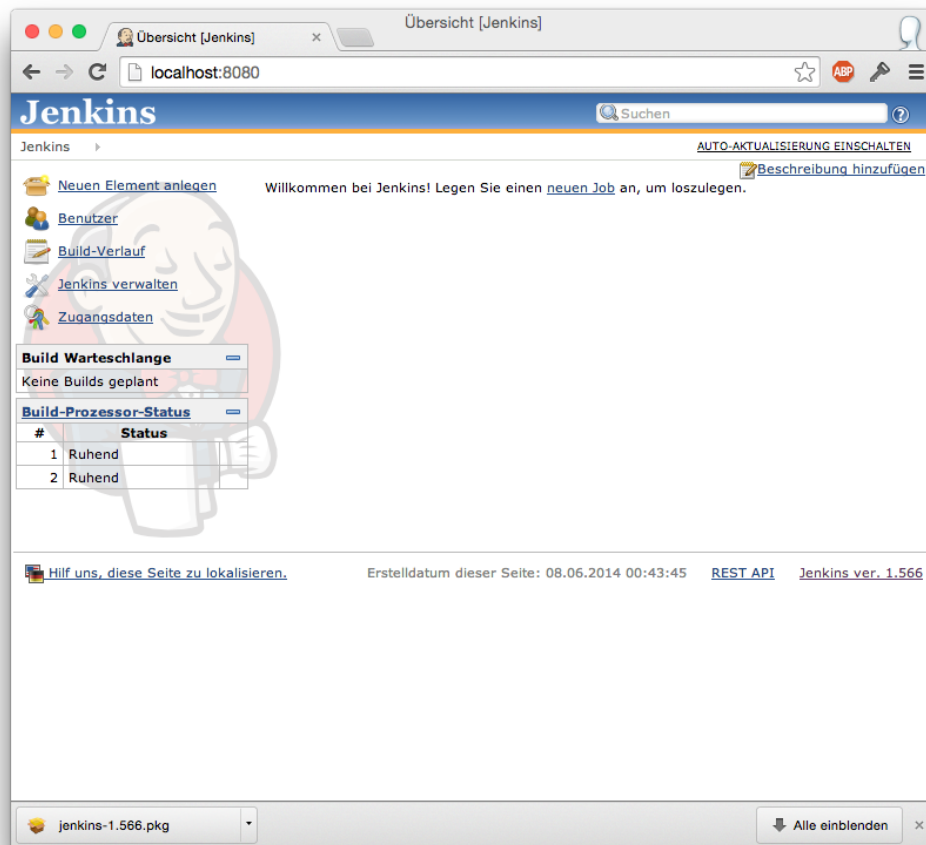 Übersicht [Jenkins]
Übersicht [Jenkins] ×
localhost:8080
ABP
Jenkins
Suchen
?
Jenkins
AUTO-AKTUALISIERUNG EINSCHALTEN
Beschreibung hinzufügen
Neuen Element anlegen
Willkommen bei Jenkins! Legen Sie einen neuen Job an, um loszulegen.
Benutzer
Build-Verlauf
Jenkins verwalten
Zugangsdaten
Build Warteschlange
Keine Builds geplant
Build-Prozessor-Status
# Status
1 Ruhend
2 Ruhend
Hilf uns, diese Seite zu lokalisieren. Erstelldatum dieser Seite: 08.06.2014 00:43:45 REST API Jenkins ver. 1.566
jenkins-1.566.pkg Alle einblenden ×